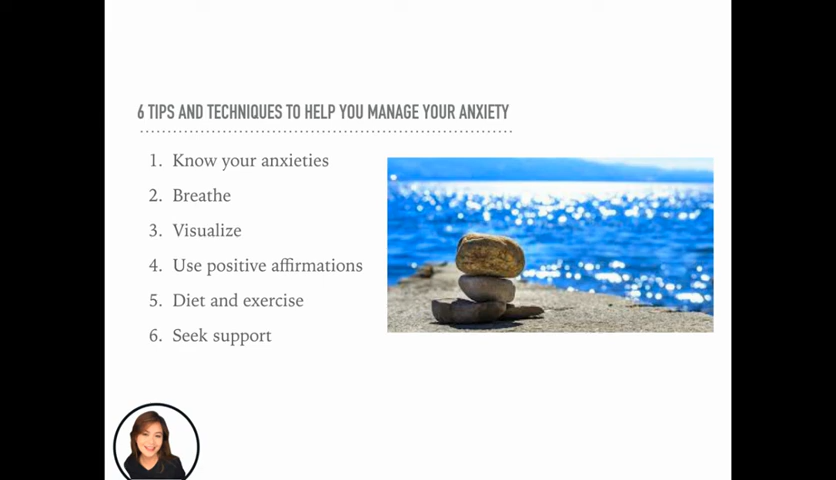 6 TIPS AND TECHNIQUES TO HELP YOU MANAGE YOUR ANXIETY
1. Know your anxieties
2. Breathe
3. Visualize
4. Use positive affirmations
5. Diet and exercise
6. Seek support